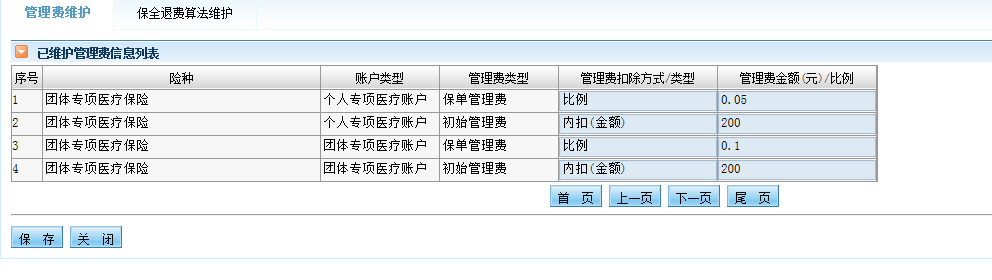 管理费维护 保全退费算法维护
已维护管理费信息列表
序号 险种 账户类型 管理费类型 管理费扣除方式/类型 管理费金额(元)/比例
1 团体专项医疗保险 个人专项医疗账户 保单管理费 比例 0.05
2 团体专项医疗保险 个人专项医疗账户 初始管理费 内扣(金额) 200
3 团体专项医疗保险 团体专项医疗账户 保单管理费 比例 0.1
4 团体专项医疗保险 团体专项医疗账户 初始管理费 内扣(金额) 200
首 页 上一页 下一页 尾 页
保 存 关 闭